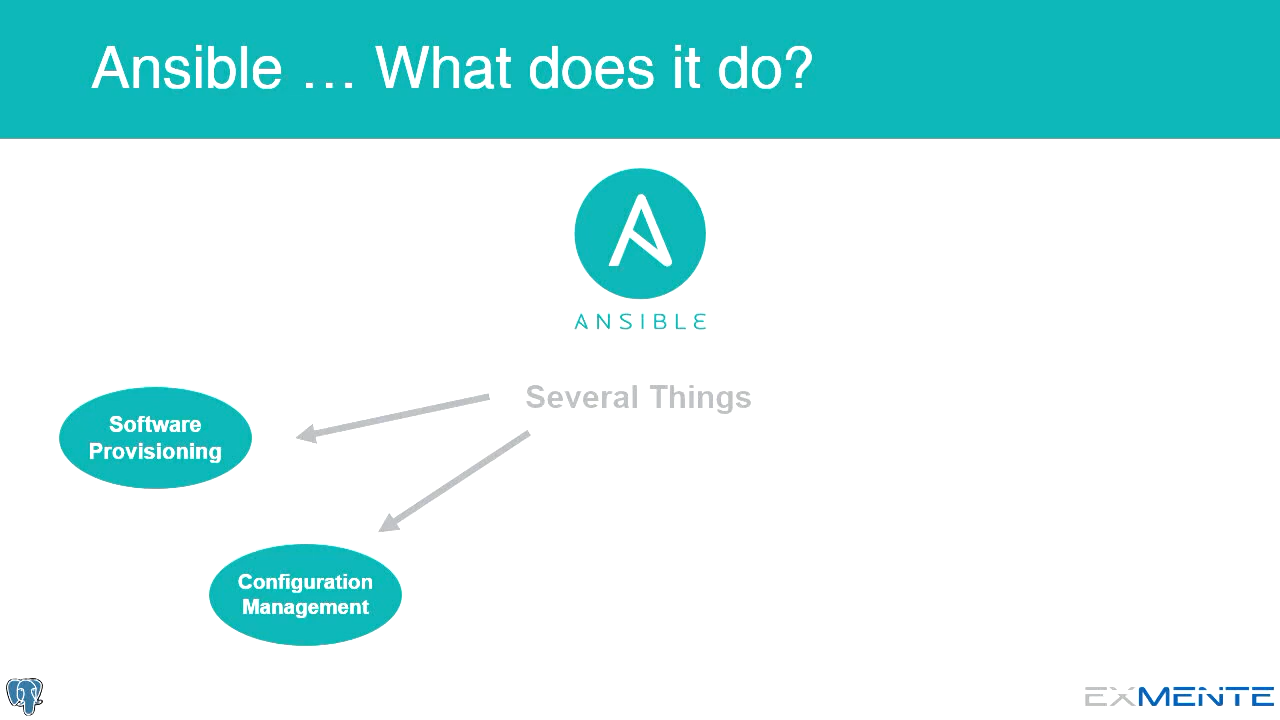 Ansible … What does it do?
ANSIBLE
Several Things
Software
Provisioning
Configuration
Management
EXMENTE